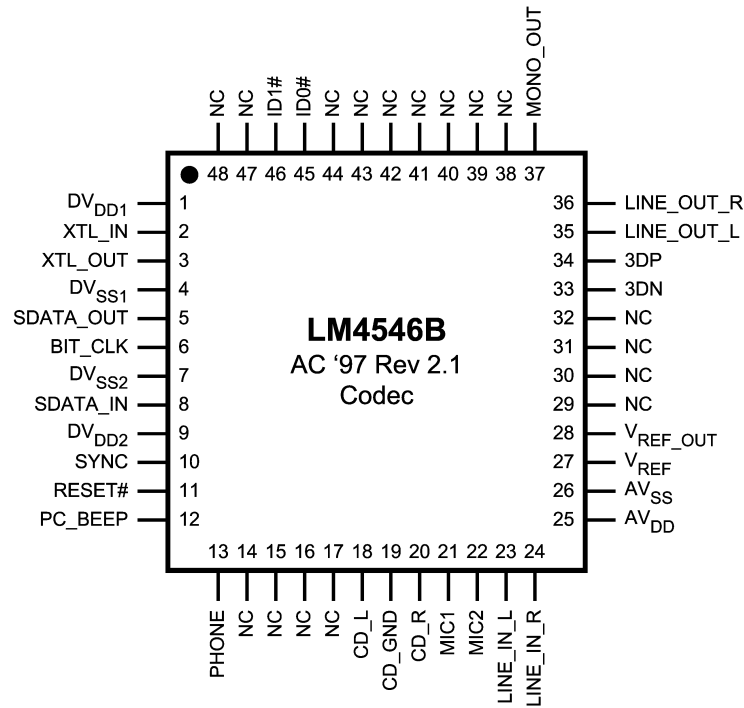 MONO_OUT
NC NC ID1# ID0# NC NC NC NC NC NC NC
48 47 46 45 44 43 42 41 40 39 38 37
DVDD1 1 36 LINE_OUT_R
XTL_IN 2 35 LINE_OUT_L
XTL_OUT 3 34 3DP
DVSS1 4 33 3DN
SDATA_OUT 5 32 NC
BIT_CLK 6 31 NC
DVSS2 7 30 NC
SDATA_IN 8 29 NC
DVDD2 9 28 VREF_OUT
SYNC 10 27 VREF
RESET# 11 26 AVSS
PC_BEEP 12 25 AVDD
LM4546B
AC ‘97 Rev 2.1
Codec
13 14 15 16 17 18 19 20 21 22 23 24
PHONE NC NC NC NC CD_L CD_GND CD_R MIC1 MIC2 LINE_IN_L LINE_IN_R